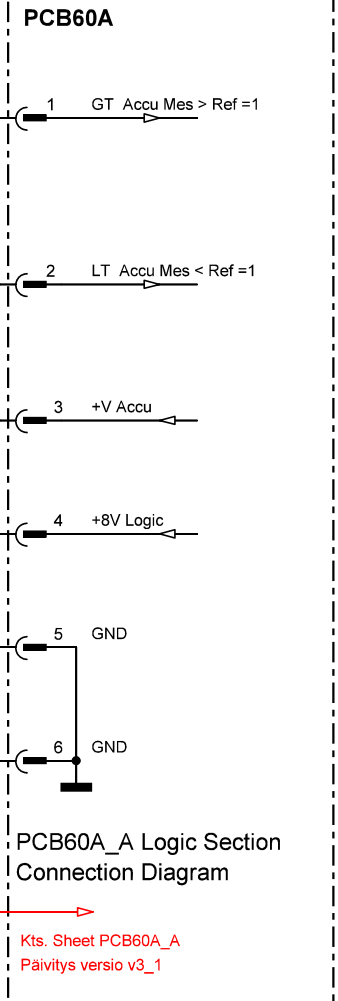 PCB60A
1 GT Accu Mes > Ref =1
2 LT Accu Mes < Ref =1
3 +V Accu
4 +8V Logic
5 GND
6 GND
PCB60A_A Logic Section
Connection Diagram
Kts. Sheet PCB60A_A
Päivitys versio v3_1